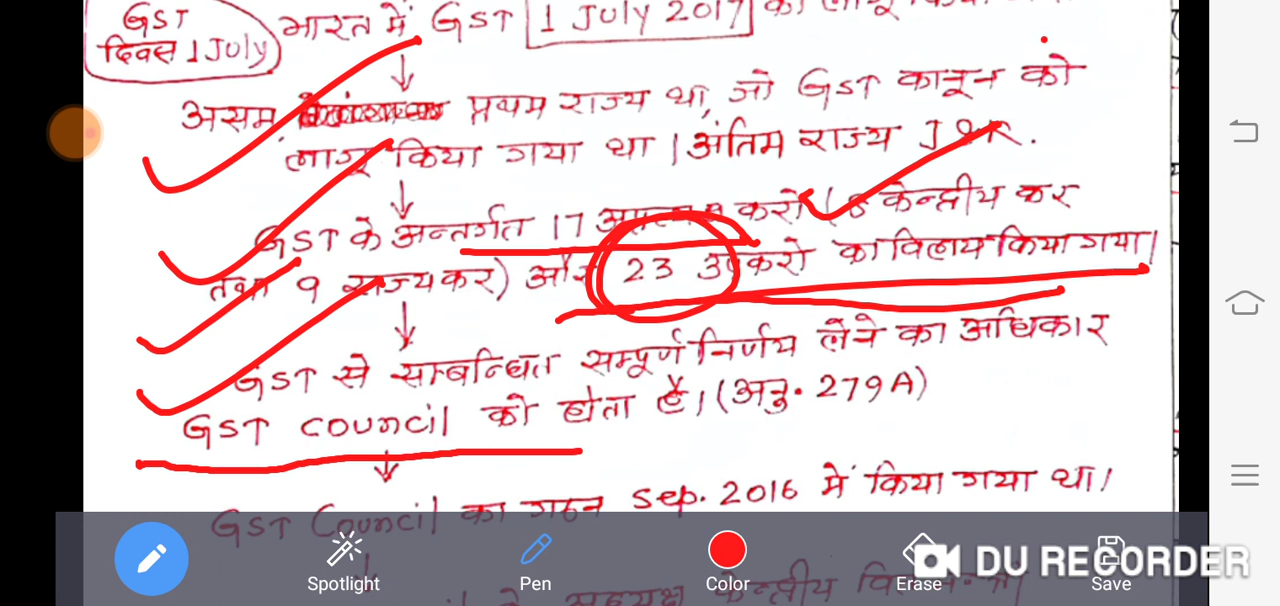 GST
दिवस 1 July
भारत में GST 1 July 2017 को लागू किया
असम प्रथम राज्य था, जो GST कानून को
लागू किया गया था। अंतिम राज्य J&K.
GST के अन्तर्गत 17 करो (8 केन्द्रीय कर
तथा 9 राज्य कर) और 23 उपकरो का विलय किया गया।
GST से सम्बन्धित सम्पूर्ण निर्णय लेने का अधिकार
GST council को होता है। (अनु. 279A)
GST Council का गठन Sep. 2016 में किया गया था।
केन्द्रीय
Spotlight
Pen
Color
Erase
Save
DU RECORDER